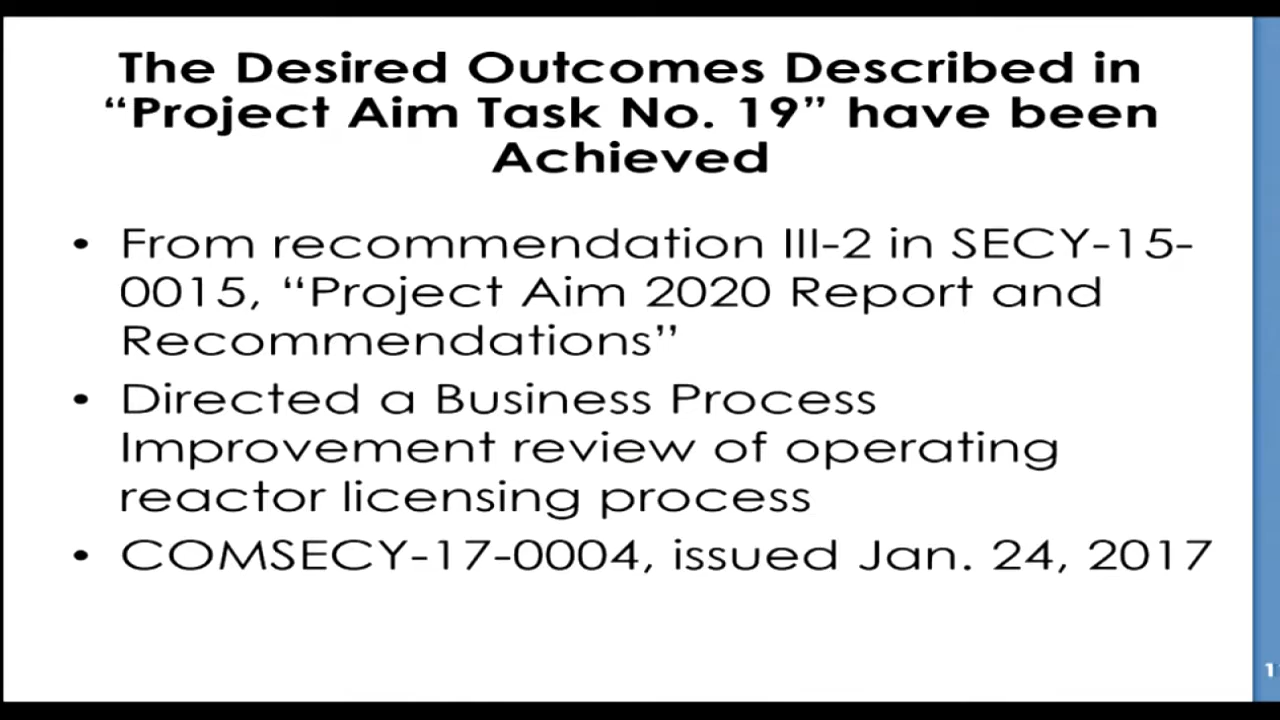 The Desired Outcomes Described in
“Project Aim Task No. 19” have been
Achieved
• From recommendation III-2 in SECY-15-
0015, “Project Aim 2020 Report and
Recommendations”
• Directed a Business Process
Improvement review of operating
reactor licensing process
• COMSECY-17-0004, issued Jan. 24, 2017